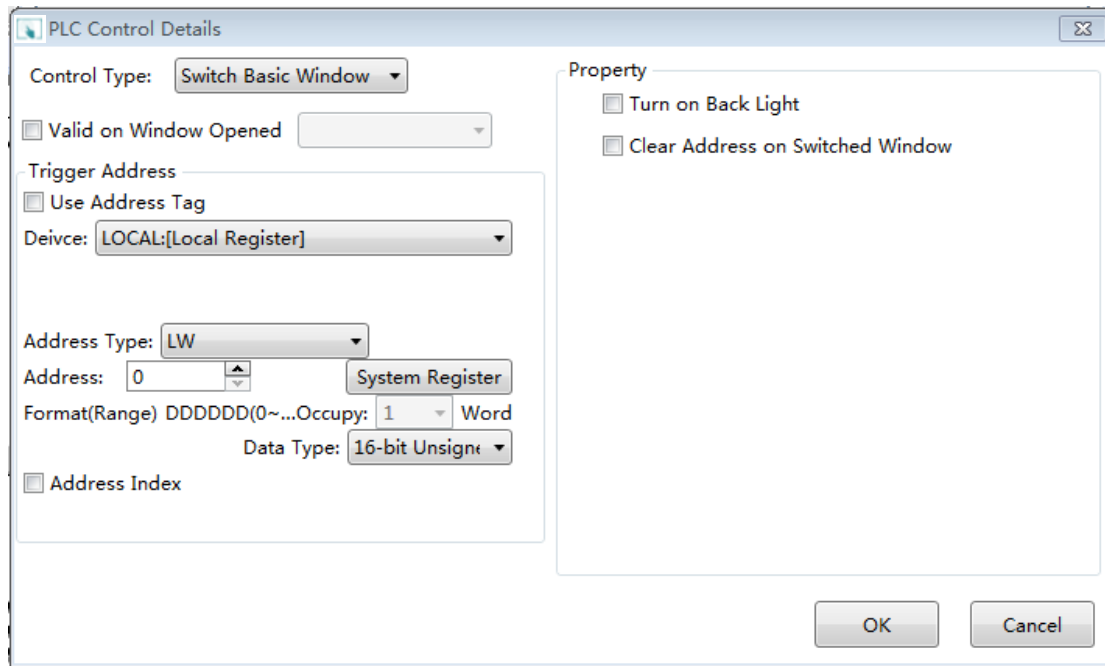 PLC Control Details
Control Type: Switch Basic Window
Valid on Window Opened
Trigger Address
Use Address Tag
Deivce: LOCAL:[Local Register]
Address Type: LW
Address: 0 System Register
Format(Range) DDDDDD(0~...Occupy: 1 Word
Data Type: 16-bit Unsigne
Address Index
Property
Turn on Back Light
Clear Address on Switched Window
OK Cancel